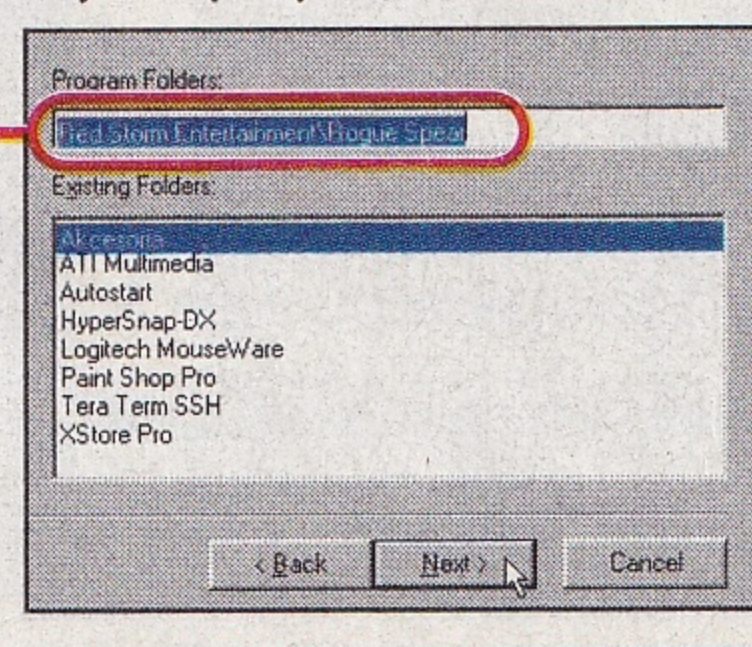 Program Folders:
Red Storm Entertainment\Rogue Spear
Existing Folders:
Akcesoria
ATI Multimedia
Autostart
HyperSnap-DX
Logitech MouseWare
Paint Shop Pro
Tera Term SSH
XStore Pro
< Back Next > Cancel